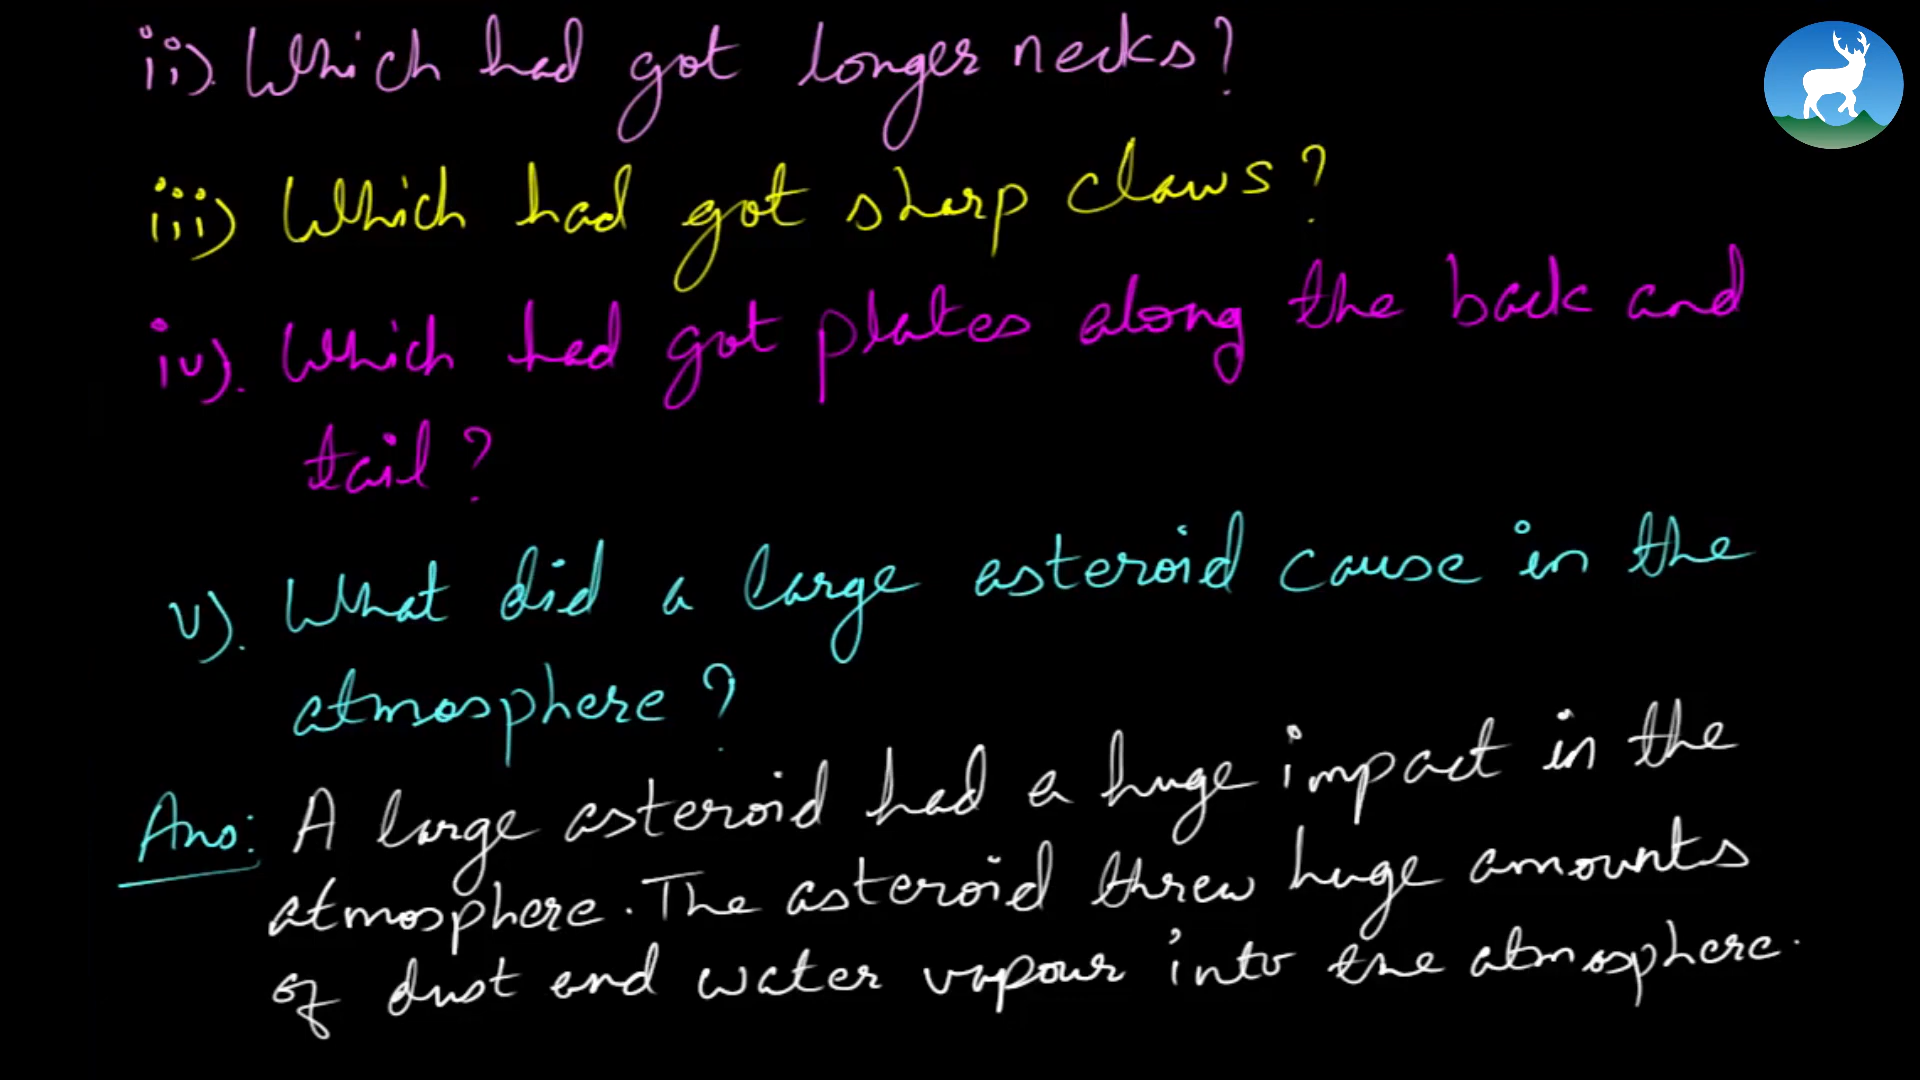 ii). Which had got longer necks?
iii) Which had got sharp claws?
iv). Which had got plates along the back and
tail?
v). What did a large asteroid cause in the
atmosphere?
Ans: A large asteroid had a huge impact in the
atmosphere. The asteroid threw huge amounts
of dust and water vapour into the atmosphere.